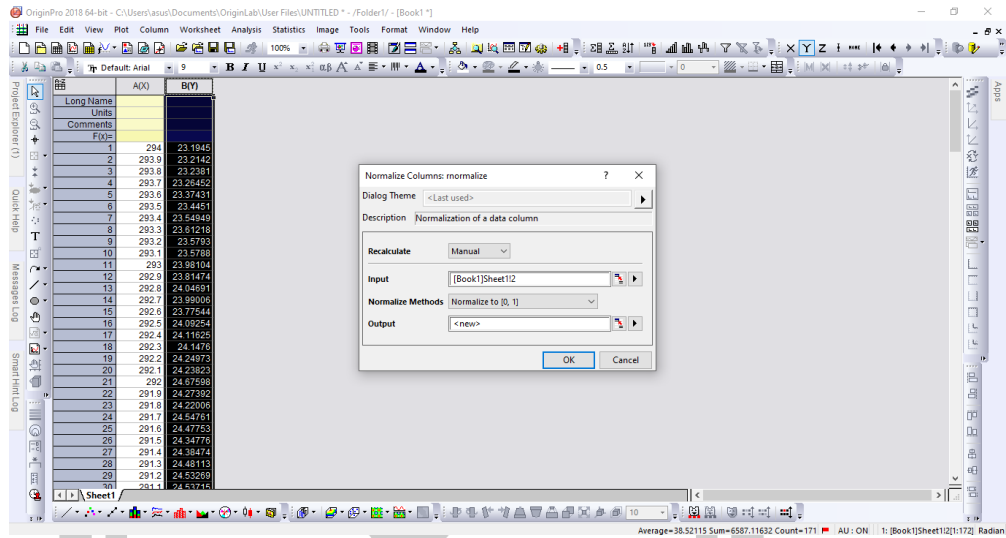 OriginPro 2018 64-bit - C:\Users\asus\Documents\OriginLab\User Files\UNTITLED * - /Folder1/ - [Book1 *]
File Edit View Plot Column Worksheet Analysis Statistics Image Tools Format Window Help
100%
Default: Arial 9 B I U αβ A A 0.5 0
X Y Z
A(X) B(Y)
Long Name
Units
Comments
F(x)=
1 294 23.1945
2 293.9 23.2142
3 293.8 23.2381
4 293.7 23.26452
5 293.6 23.37431
6 293.5 23.4451
7 293.4 23.54949
8 293.3 23.61218
9 293.2 23.5793
10 293.1 23.5788
11 293 23.98104
12 292.9 23.81474
13 292.8 24.04691
14 292.7 23.99006
15 292.6 23.77544
16 292.5 24.09254
17 292.4 24.11625
18 292.3 24.1476
19 292.2 24.24973
20 292.1 24.23823
21 292 24.67598
22 291.9 24.27392
23 291.8 24.22006
24 291.7 24.54761
25 291.6 24.47753
26 291.5 24.34776
27 291.4 24.38474
28 291.3 24.48113
29 291.2 24.53269
30 291.1 24.53715
Sheet1
Project Explorer (1)
Quick Help
Messages Log
Smart Hint Log
Apps
Normalize Columns: rnormalize ? X
Dialog Theme <Last used>
Description Normalization of a data column
Recalculate Manual
Input [Book1]Sheet1!2
Normalize Methods Normalize to [0, 1]
Output <new>
OK Cancel
10
Average=38.52115 Sum=6587.11632 Count=171 AU : ON 1: [Book1]Sheet1!2[1:172] Radian